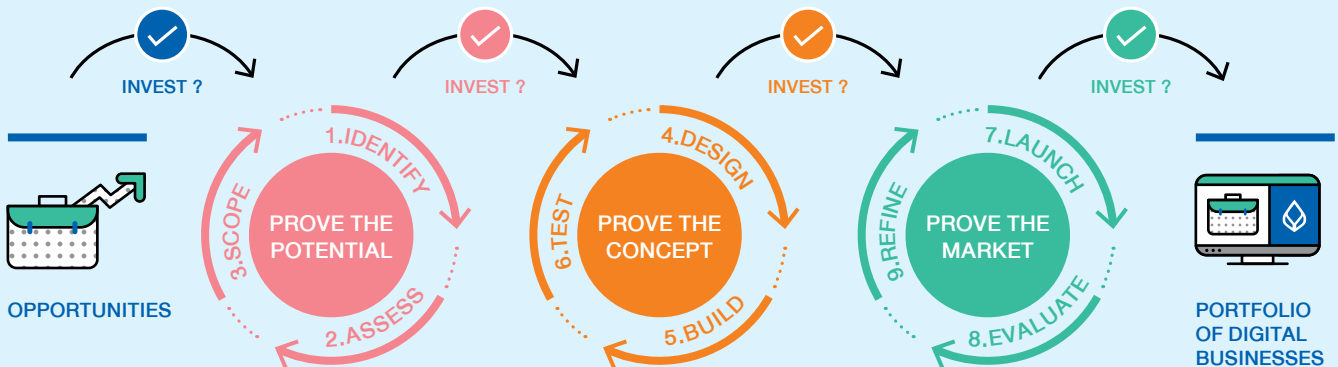 INVEST ?
INVEST ?
INVEST ?
INVEST ?
OPPORTUNITIES
1.IDENTIFY
2.ASSESS
3.SCOPE
PROVE THE
POTENTIAL
4.DESIGN
5.BUILD
6.TEST
PROVE THE
CONCEPT
7.LAUNCH
8.EVALUATE
9.REFINE
PROVE THE
MARKET
PORTFOLIO
OF DIGITAL
BUSINESSES